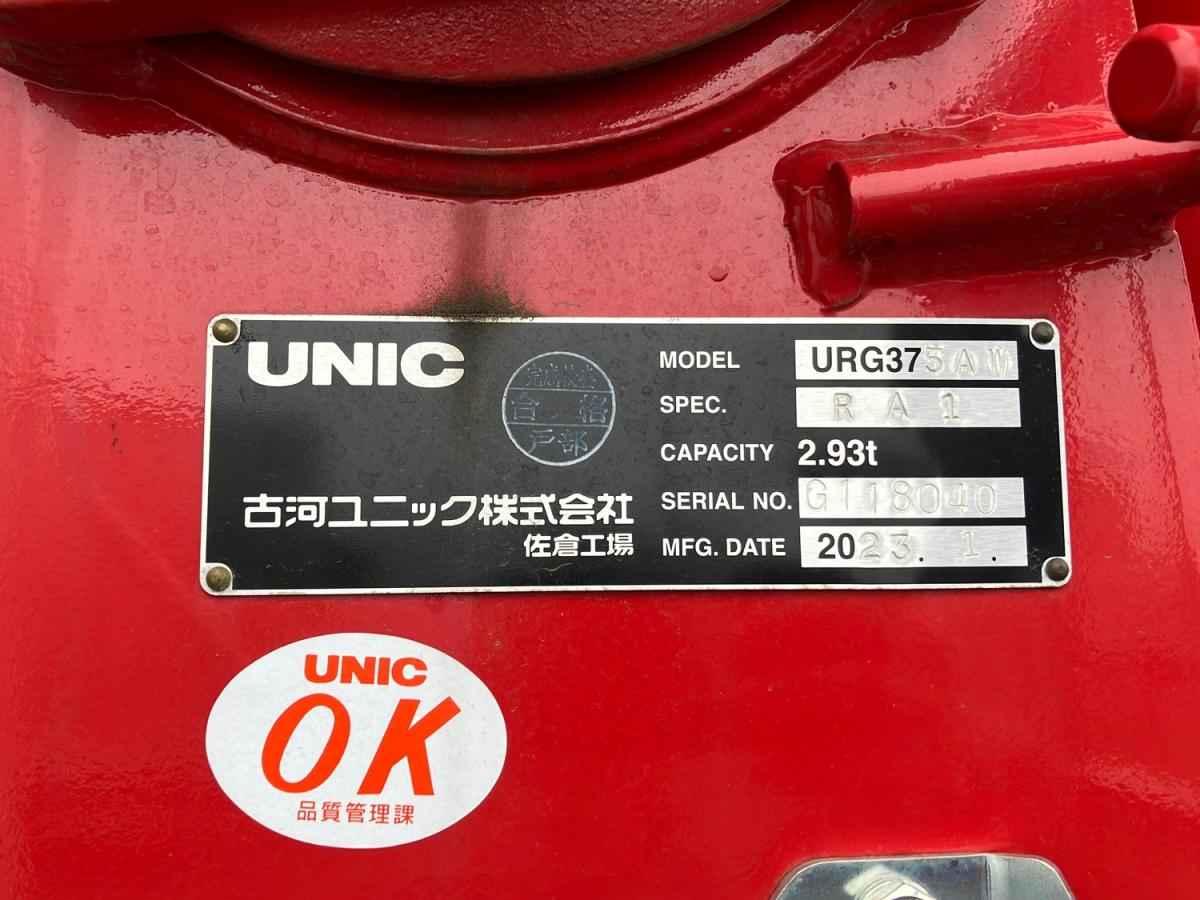 UNIC
合格
戸部
古河ユニック株式会社
佐倉工場
MODEL URG375AW
SPEC. RA1
CAPACITY 2.93t
SERIAL NO. G118040
MFG. DATE 2023. 1.
UNIC
OK
品質管理課